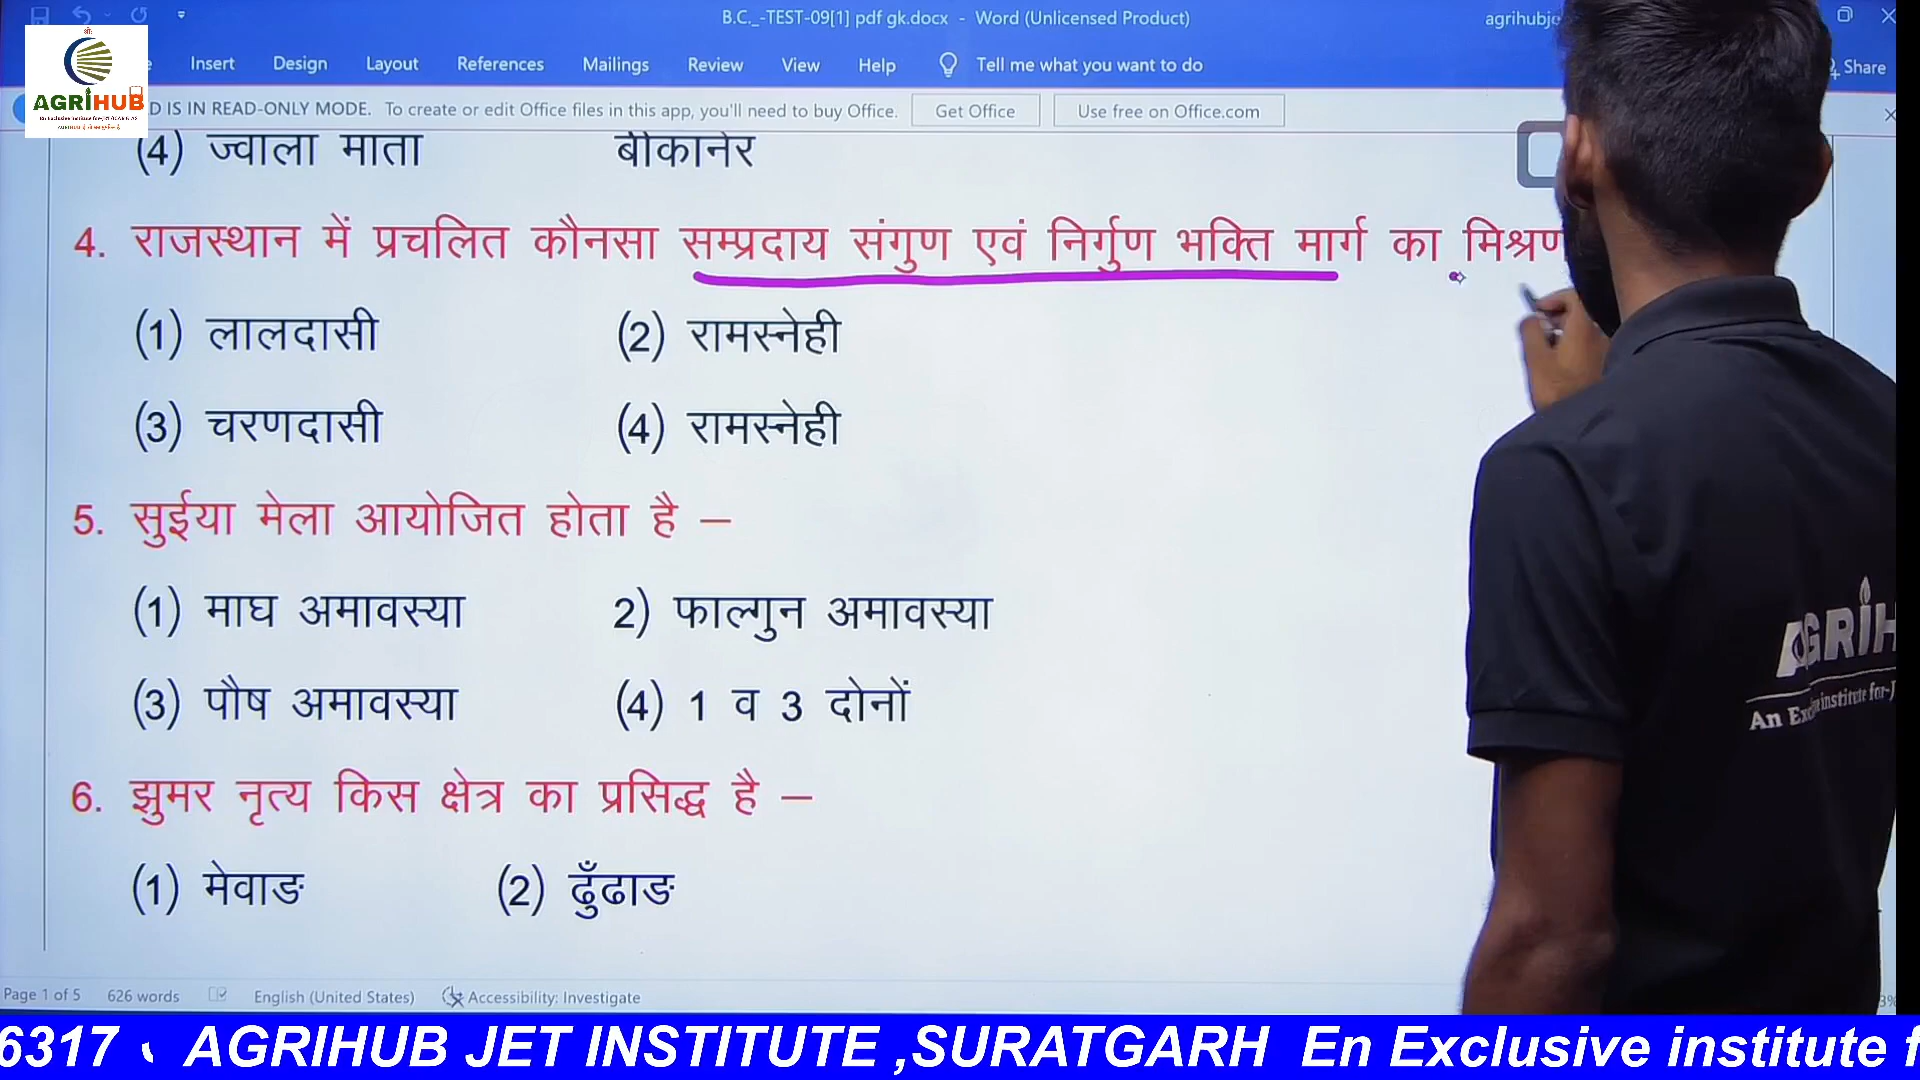 B.C._-TEST-09[1] pdf gk.docx - Word (Unlicensed Product)
Insert Design Layout References Mailings Review View Help Tell me what you want to do Share
AGRIHUB
D IS IN READ-ONLY MODE. To create or edit Office files in this app, you'll need to buy Office. Get Office Use free on Office.com
(4) ज्वाला माता बीकानेर
4. राजस्थान में प्रचलित कौनसा सम्प्रदाय संगुण एवं निर्गुण भक्ति मार्ग का मिश्रण
(1) लालदासी (2) रामस्नेही
(3) चरणदासी (4) रामस्नेही
5. सुईया मेला आयोजित होता है –
(1) माघ अमावस्या 2) फाल्गुन अमावस्या
(3) पौष अमावस्या (4) 1 व 3 दोनों
6. झुमर नृत्य किस क्षेत्र का प्रसिद्ध है –
(1) मेवाङ (2) ढुँढाङ
AGRIH
An institute for-J
Page 1 of 5 626 words English (United States) Accessibility: Investigate
6317 AGRIHUB JET INSTITUTE ,SURATGARH En Exclusive institute f